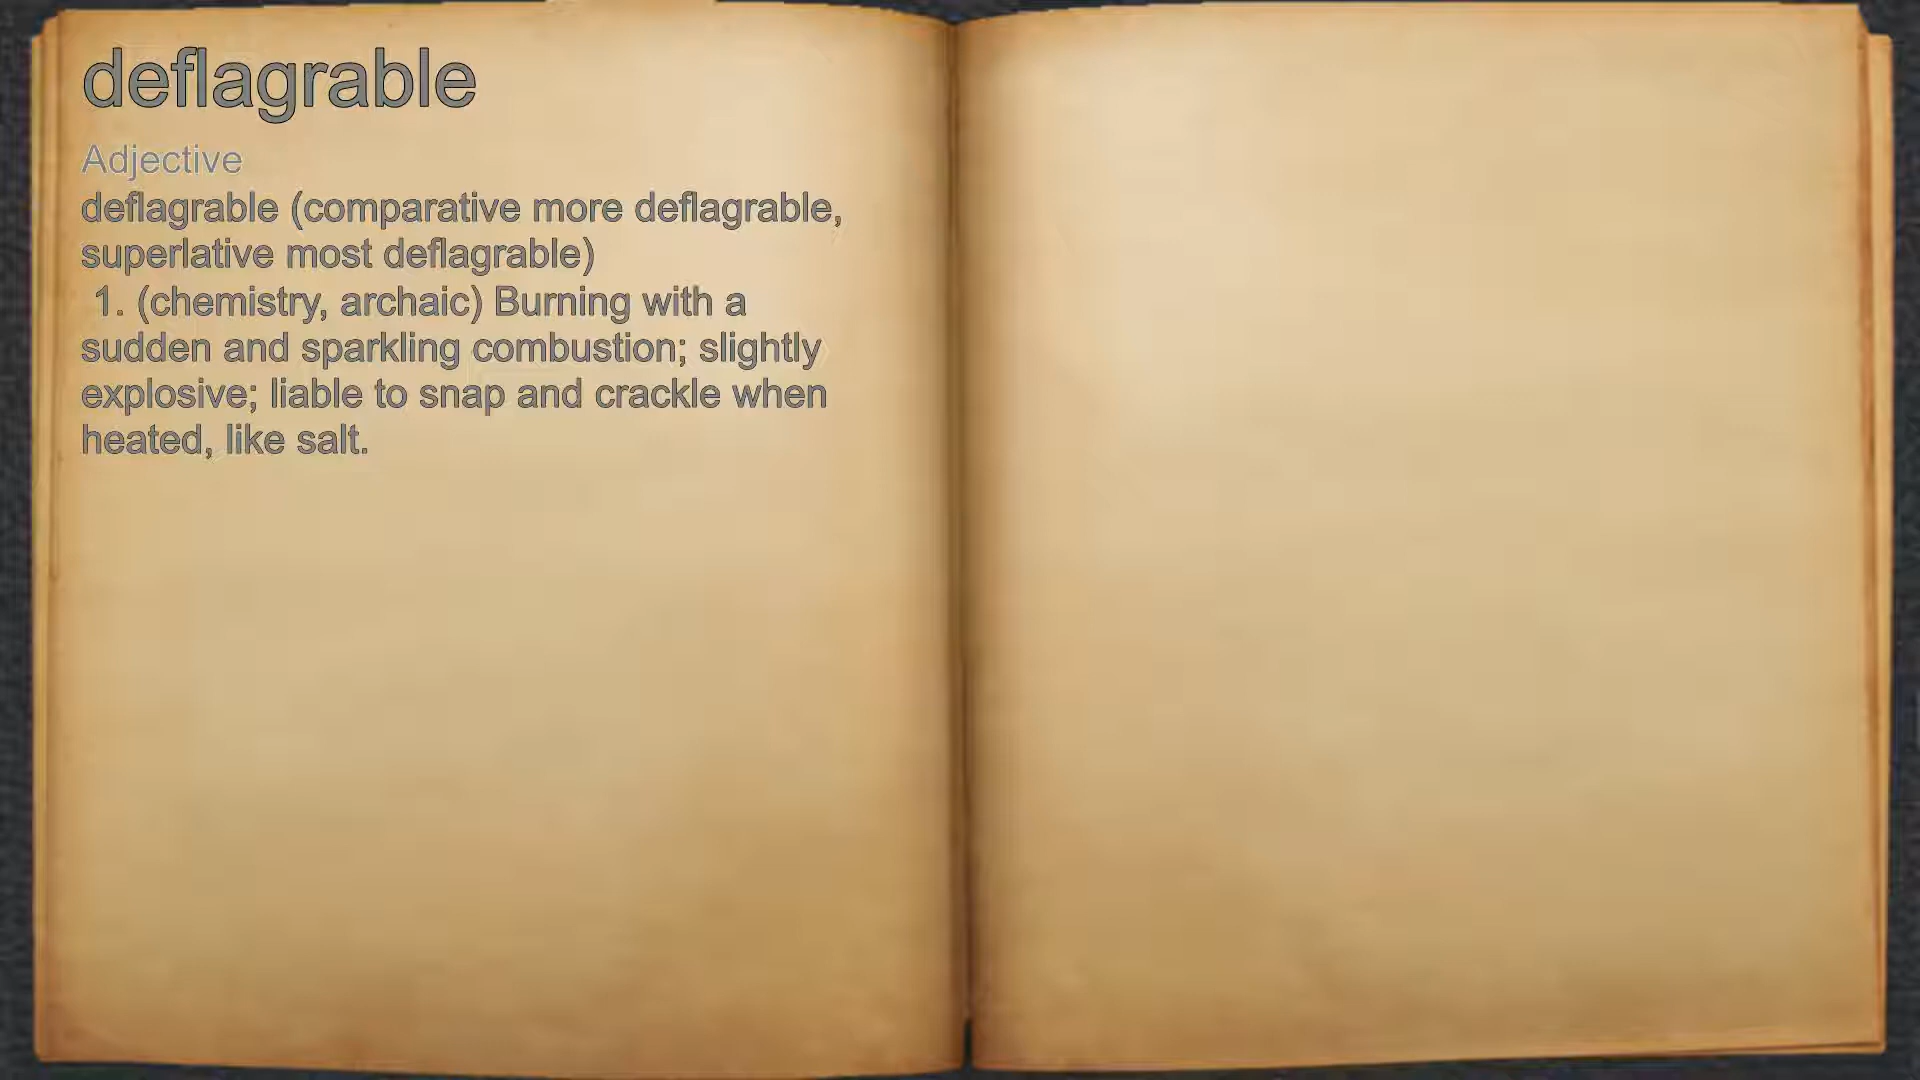 deflagrable
Adjective
deflagrable (comparative more deflagrable,
superlative most deflagrable)
1. (chemistry, archaic) Burning with a
sudden and sparkling combustion; slightly
explosive; liable to snap and crackle when
heated, like salt.